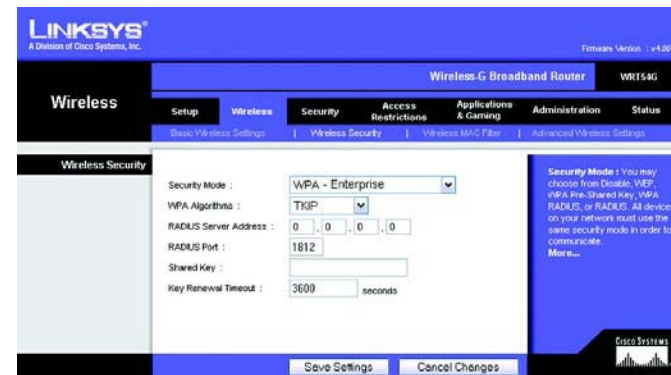 LINKSYS®
A Division of Cisco Systems, Inc.
Firmware Version : v4.00
Wireless-G Broadband Router WRT54G
Wireless
Setup Wireless Security Access Restrictions Applications & Gaming Administration Status
Basic Wireless Settings | Wireless Security | Wireless MAC Filter | Advanced Wireless Settings
Wireless Security
Security Mode : WPA - Enterprise
WPA Algorithms : TKIP
RADIUS Server Address : 0 . 0 . 0 . 0
RADIUS Port : 1812
Shared Key :
Key Renewal Timeout : 3600 seconds
Security Mode : You may
choose from Disable, WEP,
WPA Pre-Shared Key, WPA
RADIUS, or RADIUS. All device
on your network must use the
same security mode in order to
communicate.
More...
Save Settings Cancel Changes
CISCO SYSTEMS